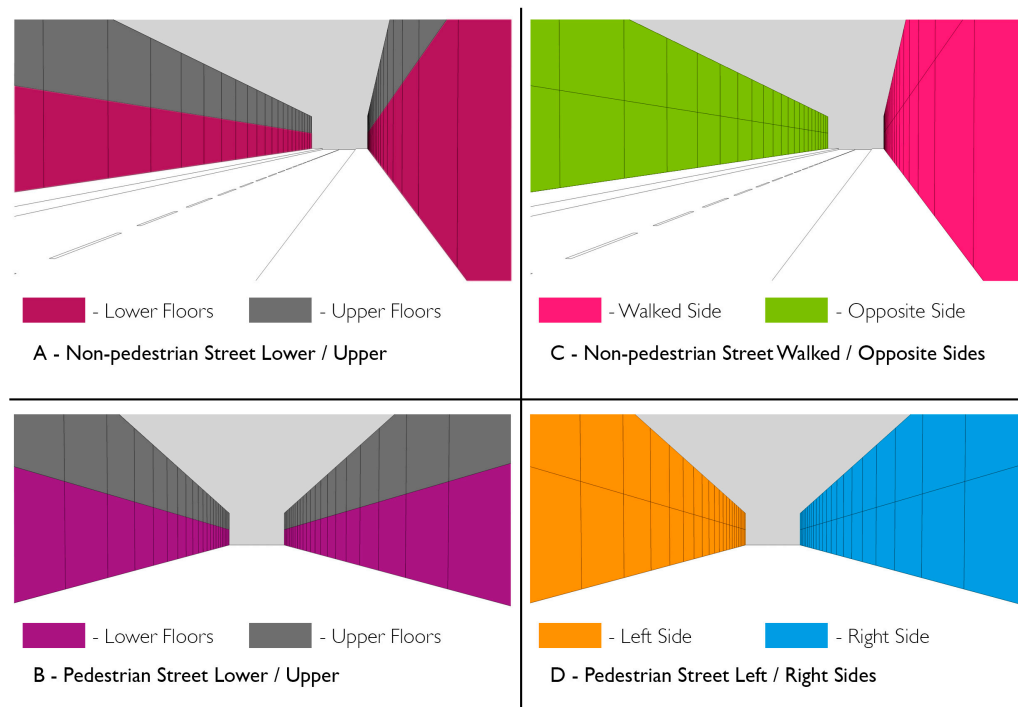 - Lower Floors - Upper Floors
A - Non-pedestrian Street Lower / Upper
- Walked Side - Opposite Side
C - Non-pedestrian Street Walked / Opposite Sides
- Lower Floors - Upper Floors
B - Pedestrian Street Lower / Upper
- Left Side - Right Side
D - Pedestrian Street Left / Right Sides